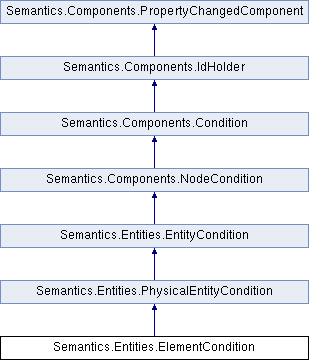 Semantics.Components.PropertyChangedComponent
Semantics.Components.IdHolder
Semantics.Components.Condition
Semantics.Components.NodeCondition
Semantics.Entities.EntityCondition
Semantics.Entities.PhysicalEntityCondition
Semantics.Entities.ElementCondition